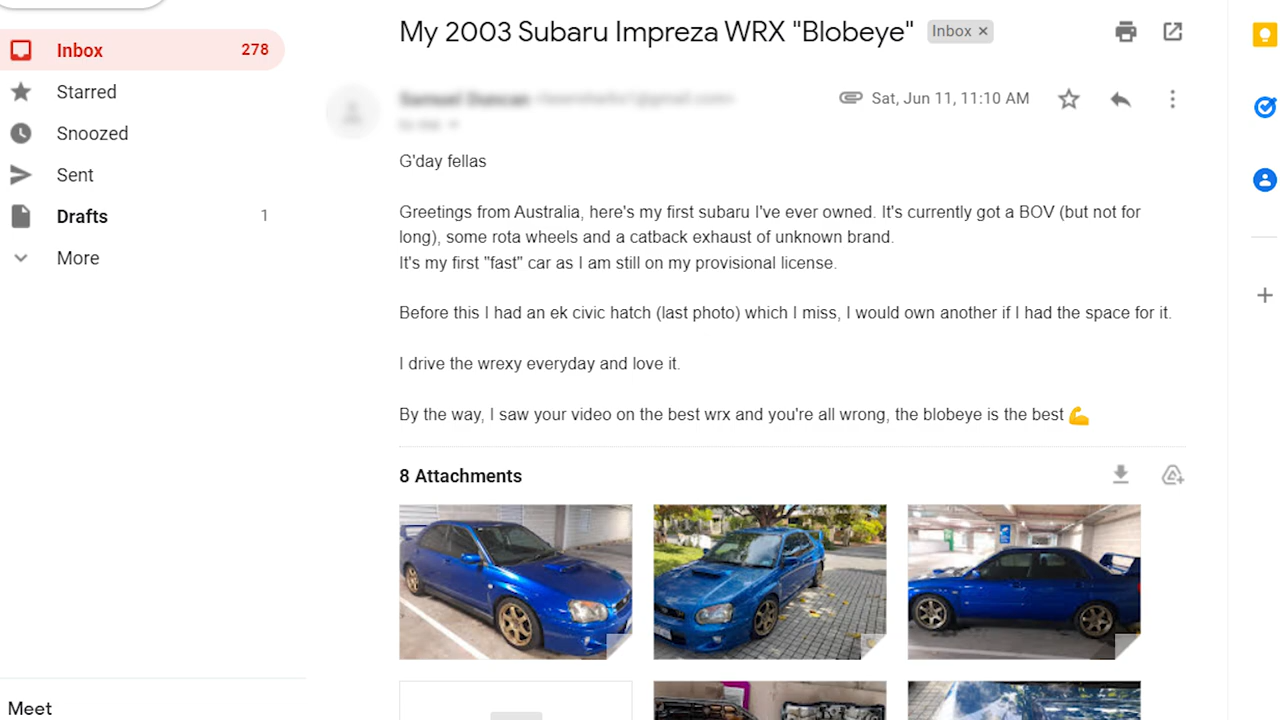 My 2003 Subaru Impreza WRX "Blobeye"
Inbox ×
Inbox 278
Starred
Snoozed
Sent
Drafts 1
More
Meet
Sat, Jun 11, 11:10 AM
G'day fellas
Greetings from Australia, here's my first subaru I've ever owned. It's currently got a BOV (but not for
long), some rota wheels and a catback exhaust of unknown brand.
It's my first "fast" car as I am still on my provisional license.
Before this I had an ek civic hatch (last photo) which I miss, I would own another if I had the space for it.
I drive the wrexy everyday and love it.
By the way, I saw your video on the best wrx and you're all wrong, the blobeye is the best 💪
8 Attachments